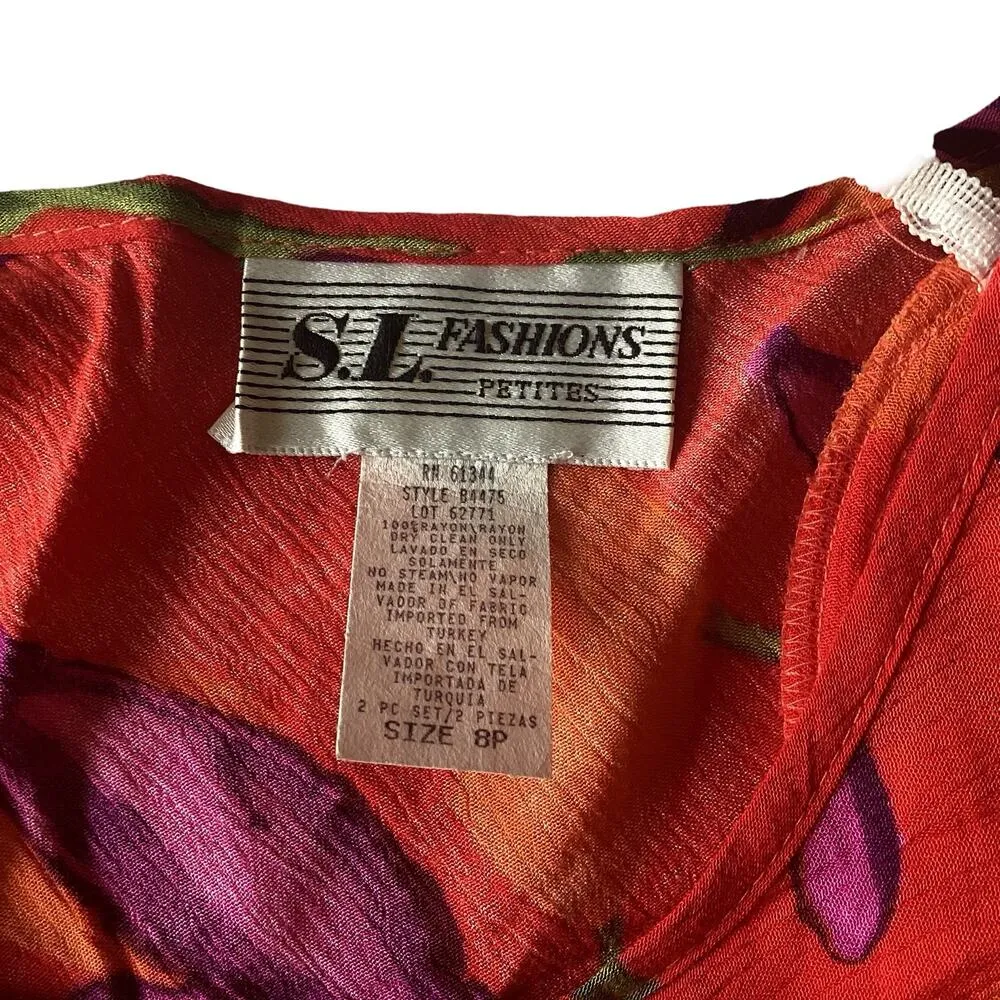 S.L. FASHIONS
PETITES
RN 61344
STYLE B4475
LOT 62771
100%RAYON\RAYON
DRY CLEAN ONLY
LAVADO EN SECO
SOLAMENTE
NO STEAM\NO VAPOR
MADE IN EL SAL-
VADOR OF FABRIC
IMPORTED FROM
TURKEY
HECHO EN EL SAL-
VADOR CON TELA
IMPORTADA DE
TURQUIA
2 PC SET/2 PIEZAS
SIZE 8P